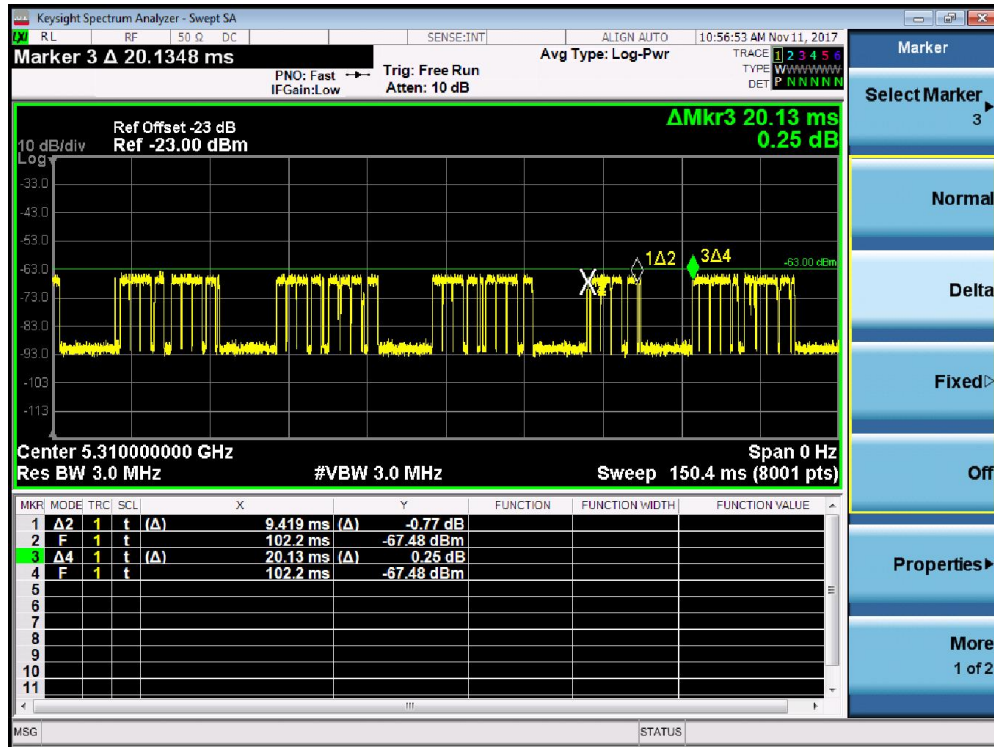 Keysight Spectrum Analyzer - Swept SA
LXI RL RF 50 Ω DC SENSE:INT ALIGN AUTO 10:56:53 AM Nov 11, 2017
Marker 3 Δ 20.1348 ms
PNO: Fast
IFGain:Low
Trig: Free Run
Atten: 10 dB
Avg Type: Log-Pwr
TRACE 1 2 3 4 5 6
TYPE WWWWWW
DET P N N N N N
ΔMkr3 20.13 ms
0.25 dB
Ref Offset -23 dB
10 dB/div Ref -23.00 dBm
Log
-33.0
-43.0
-53.0
-63.0
-73.0
-83.0
-93.0
-103
-113
1Δ2
3Δ4
-63.00 dBm
X
Center 5.310000000 GHz Span 0 Hz
Res BW 3.0 MHz #VBW 3.0 MHz Sweep 150.4 ms (8001 pts)
MKR MODE TRC SCL X Y FUNCTION FUNCTION WIDTH FUNCTION VALUE
1 Δ2 1 t (Δ) 9.419 ms (Δ) -0.77 dB
2 F 1 t 102.2 ms -67.48 dBm
3 Δ4 1 t (Δ) 20.13 ms (Δ) 0.25 dB
4 F 1 t 102.2 ms -67.48 dBm
5
6
7
8
9
10
11
MSG STATUS
Marker
Select Marker
3
Normal
Delta
Fixed
Off
Properties
More
1 of 2